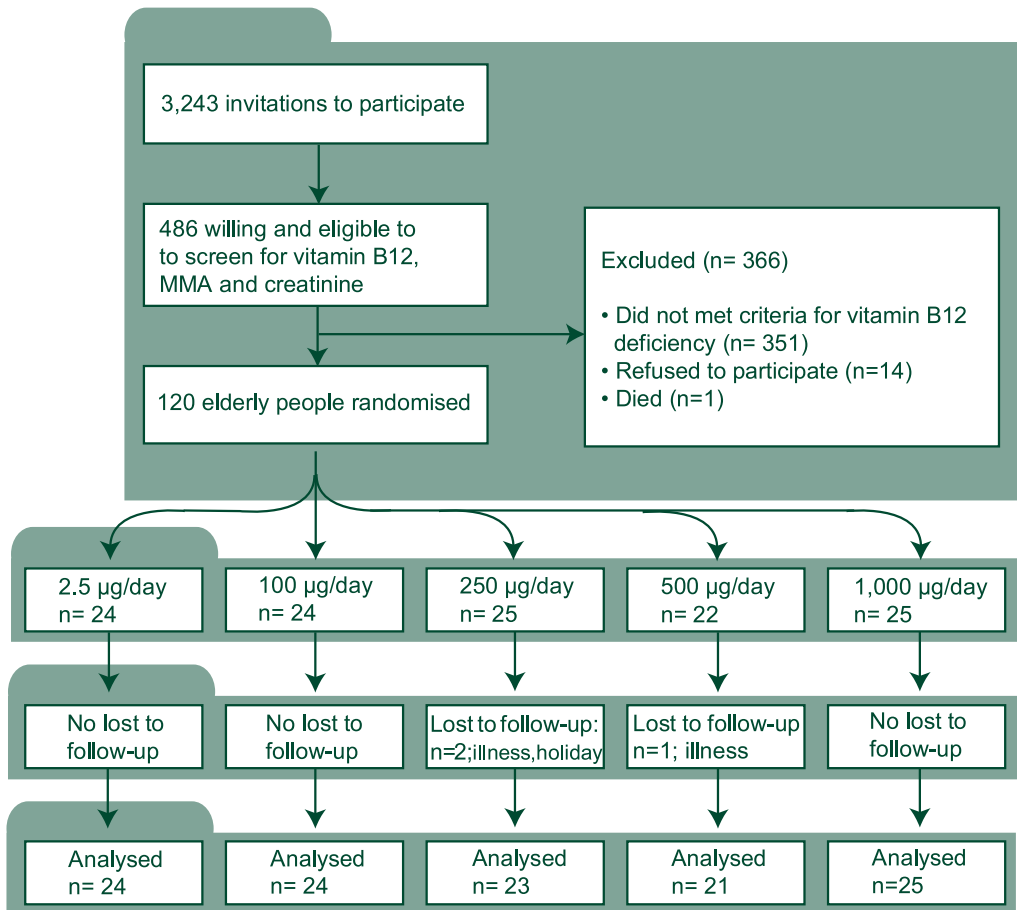 3,243 invitations to participate
486 willing and eligible to
to screen for vitamin B12,
MMA and creatinine
Excluded (n= 366)
• Did not met criteria for vitamin B12
deficiency (n= 351)
• Refused to participate (n=14)
• Died (n=1)
120 elderly people randomised
2.5 µg/day
n= 24
100 µg/day
n= 24
250 µg/day
n= 25
500 µg/day
n= 22
1,000 µg/day
n= 25
No lost to
follow-up
No lost to
follow-up
Lost to follow-up:
n=2;illness,holiday
Lost to follow-up
n=1; illness
No lost to
follow-up
Analysed
n= 24
Analysed
n= 24
Analysed
n= 23
Analysed
n= 21
Analysed
n=25